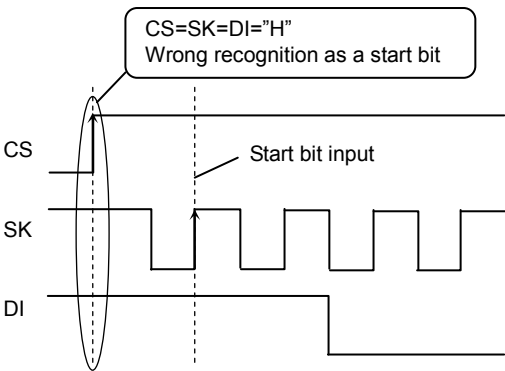 CS=SK=DI=”H”
Wrong recognition as a start bit
CS
Start bit input
SK
DI